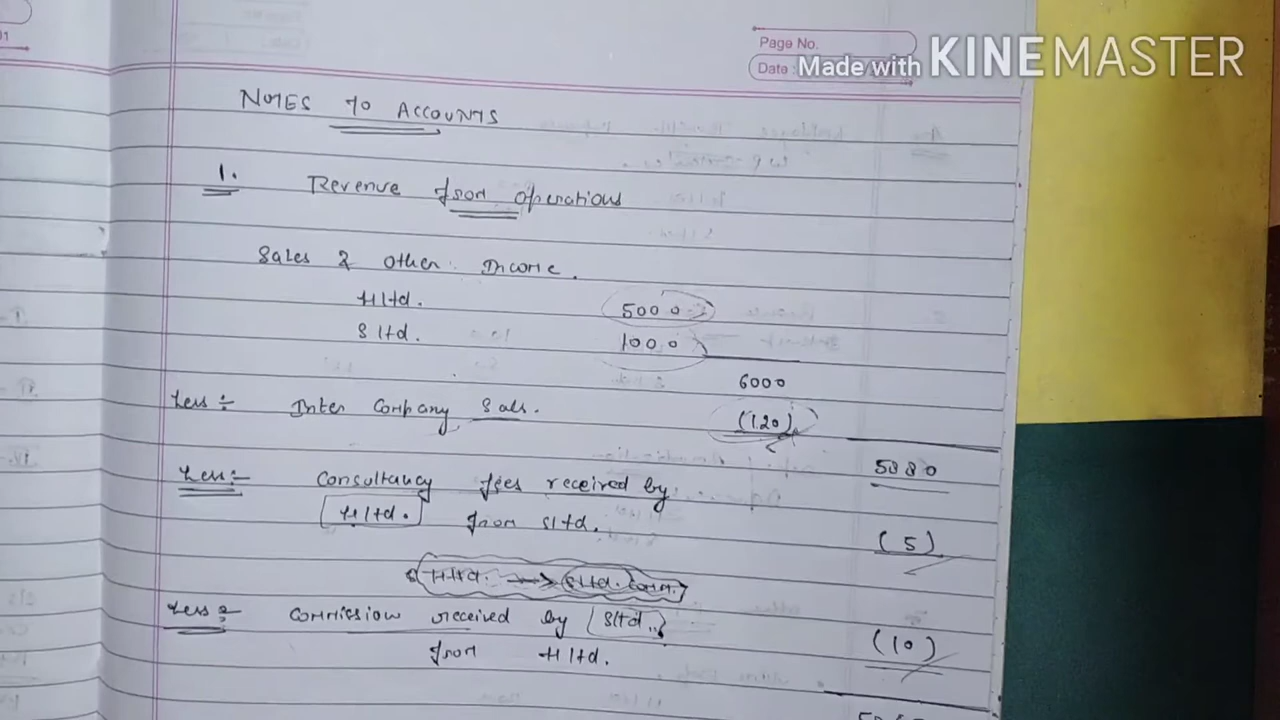 Page No.
Date: Made with KINEMASTER
NOTES TO ACCOUNTS
1. Revenue from operations
Sales & other Income.
H ltd. 5000
S ltd. 1000
6000
Less:- Inter Company Sales. (120)
5880
Less:- Consultancy fees received by
H ltd. from S ltd. (5)
Less:- Commission received by S ltd. (10)
from H ltd.